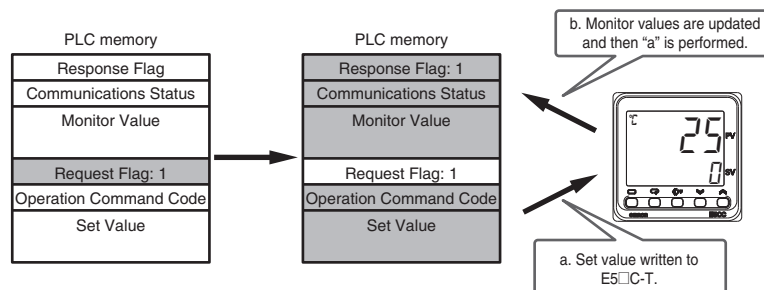 PLC memory
Response Flag
Communications Status
Monitor Value
Request Flag: 1
Operation Command Code
Set Value
PLC memory
Response Flag: 1
Communications Status
Monitor Value
Request Flag: 1
Operation Command Code
Set Value
b. Monitor values are updated
and then “a” is performed.
°C
25 PV
0 SV
omron E5CC
a. Set value written to
E5□C-T.